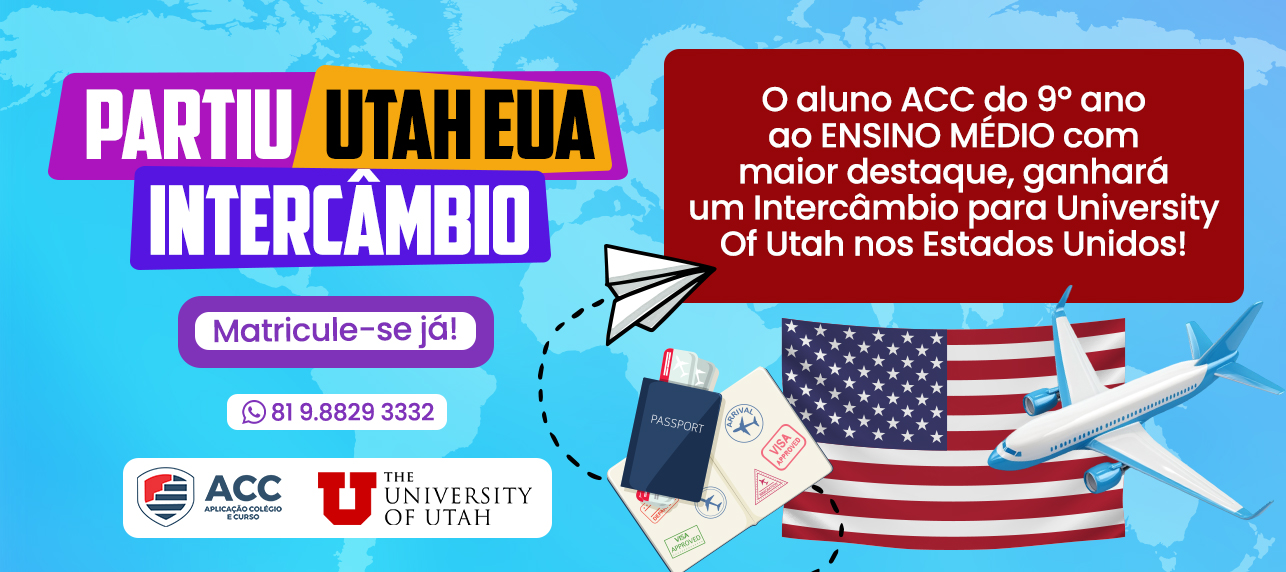 PARTIU UTAH EUA
INTERCÂMBIO
Matricule-se já!
81 9.8829 3332
ACC
APLICAÇÃO COLÉGIO
E CURSO
U THE
UNIVERSITY
OF UTAH
O aluno ACC do 9º ano
ao ENSINO MÉDIO com
maior destaque, ganhará
um Intercâmbio para University
Of Utah nos Estados Unidos!
PASSPORT
ARRIVAL
VISA
APPROVED
VISA
APPROVED